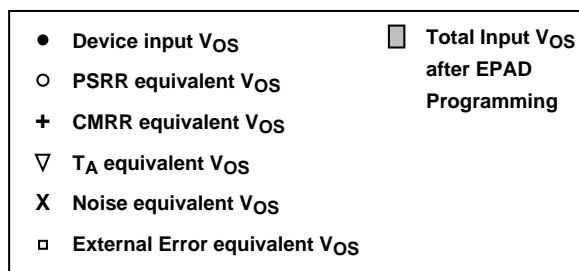 ● Device input VOS
○ PSRR equivalent VOS
+ CMRR equivalent VOS
▽ TA equivalent VOS
X Noise equivalent VOS
□ External Error equivalent VOS
Total Input VOS
after EPAD
Programming